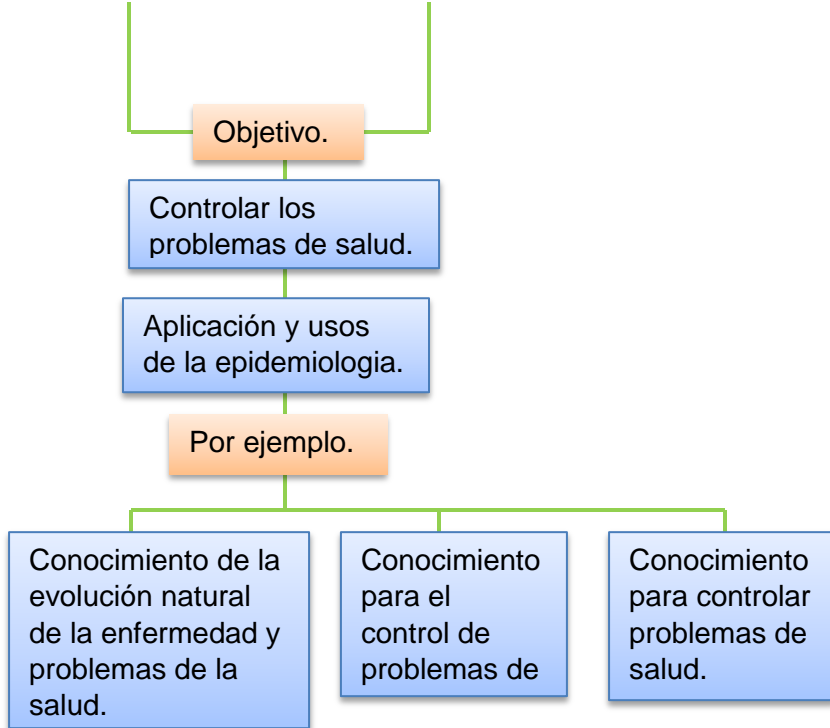 Objetivo.
Controlar los
problemas de salud.
Aplicación y usos
de la epidemiologia.
Por ejemplo.
Conocimiento de la
evolución natural
de la enfermedad y
problemas de la
salud.
Conocimiento
para el
control de
problemas de
Conocimiento
para controlar
problemas de
salud.